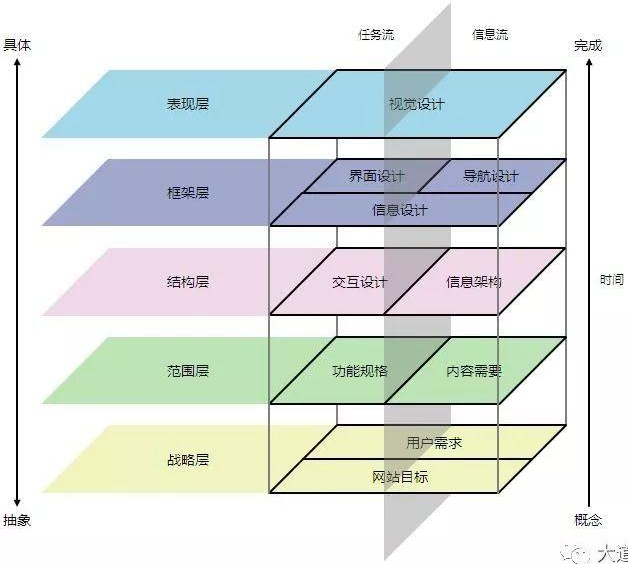 任务流
信息流
具体
完成
表现层
视觉设计
框架层
界面设计
导航设计
信息设计
结构层
交互设计
信息架构
时间
范围层
功能规格
内容需要
用户需求
战略层
网站目标
抽象
概念
大